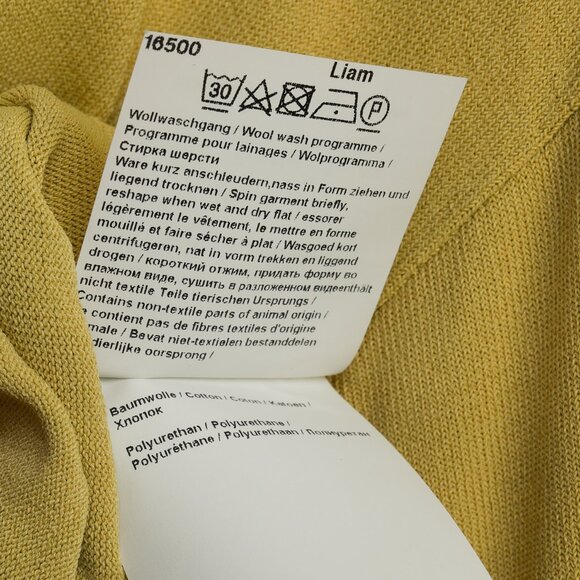 16500
Liam
30
P
Wollwaschgang / Wool wash programme /
Programme pour lainages / Wolprogramma /
Стирка шерсти
Ware kurz anschleudern,nass in Form ziehen und
liegend trocknen / Spin garment briefly,
reshape when wet and dry flat / essorer
légèrement le vêtement, le mettre en forme
mouillé et faire sécher à plat / Wasgoed kort
centrifugeren, nat in vorm trekken en liggend
drogen / короткий отжим, придать форму во
влажном виде, сушить в разложенном видеenthält
nicht textile Teile tierischen Ursprungs /
Contains non-textile parts of animal origin /
e contient pas de fibres textiles d'origine
male / Bevat niet-textielen bestanddelen
dierlijke oorsprong /
Baumwolle / Cotton / Coton / Katoen /
Хлопок
Polyurethan / Polyurethane /
Polyuréthane / Polyurethaan / Полиуретан